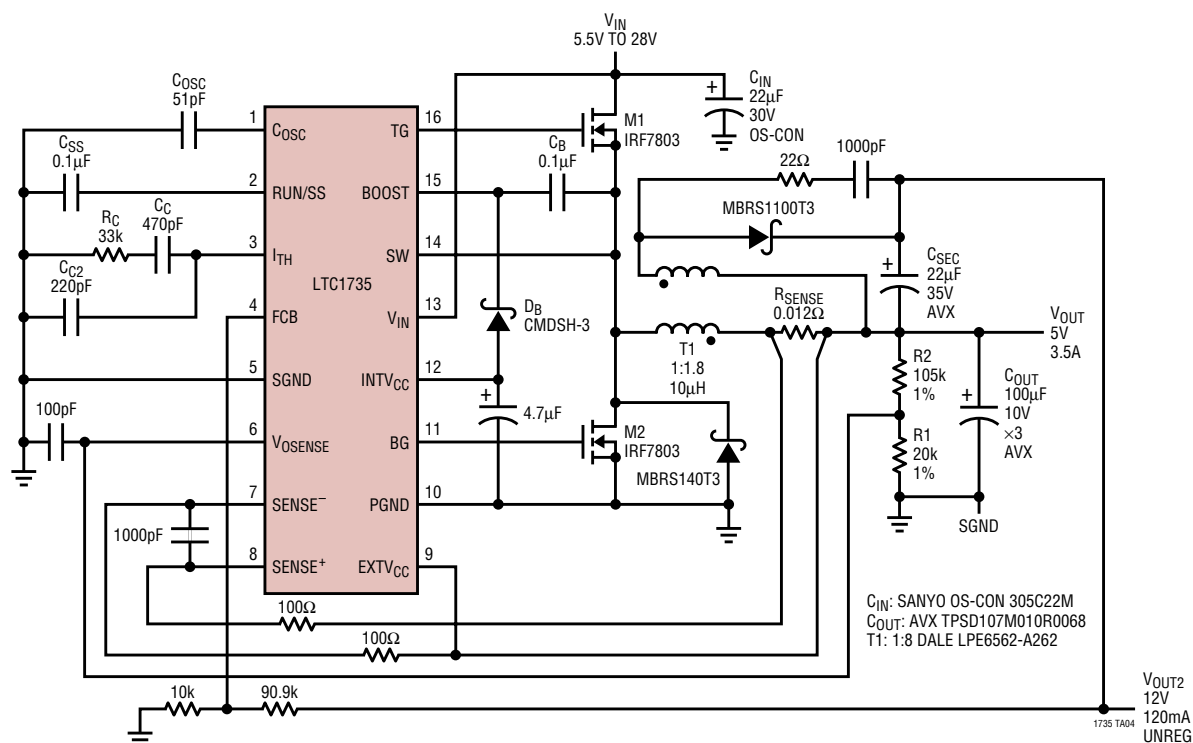 VIN
5.5V TO 28V
COSC
51pF
1
COSC
CSS
0.1µF
2
RUN/SS
RC
33k
CC
470pF
3
ITH
CC2
220pF
4
FCB
5
SGND
100pF
6
VOSENSE
7
SENSE–
1000pF
8
SENSE+
LTC1735
16
TG
15
BOOST
14
SW
13
VIN
12
INTVCC
11
BG
10
PGND
9
EXTVCC
M1
IRF7803
CB
0.1µF
+
CIN
22µF
30V
OS-CON
22Ω
1000pF
MBRS1100T3
+
CSEC
22µF
35V
AVX
DB
CMDSH-3
+
4.7µF
T1
1:1.8
10µH
RSENSE
0.012Ω
VOUT
5V
3.5A
M2
IRF7803
MBRS140T3
R2
105k
1%
R1
20k
1%
+
COUT
100µF
10V
×3
AVX
SGND
100Ω
100Ω
CIN: SANYO OS-CON 305C22M
COUT: AVX TPSD107M010R0068
T1: 1:8 DALE LPE6562-A262
10k
90.9k
VOUT2
12V
120mA
UNREG
1735 TA04